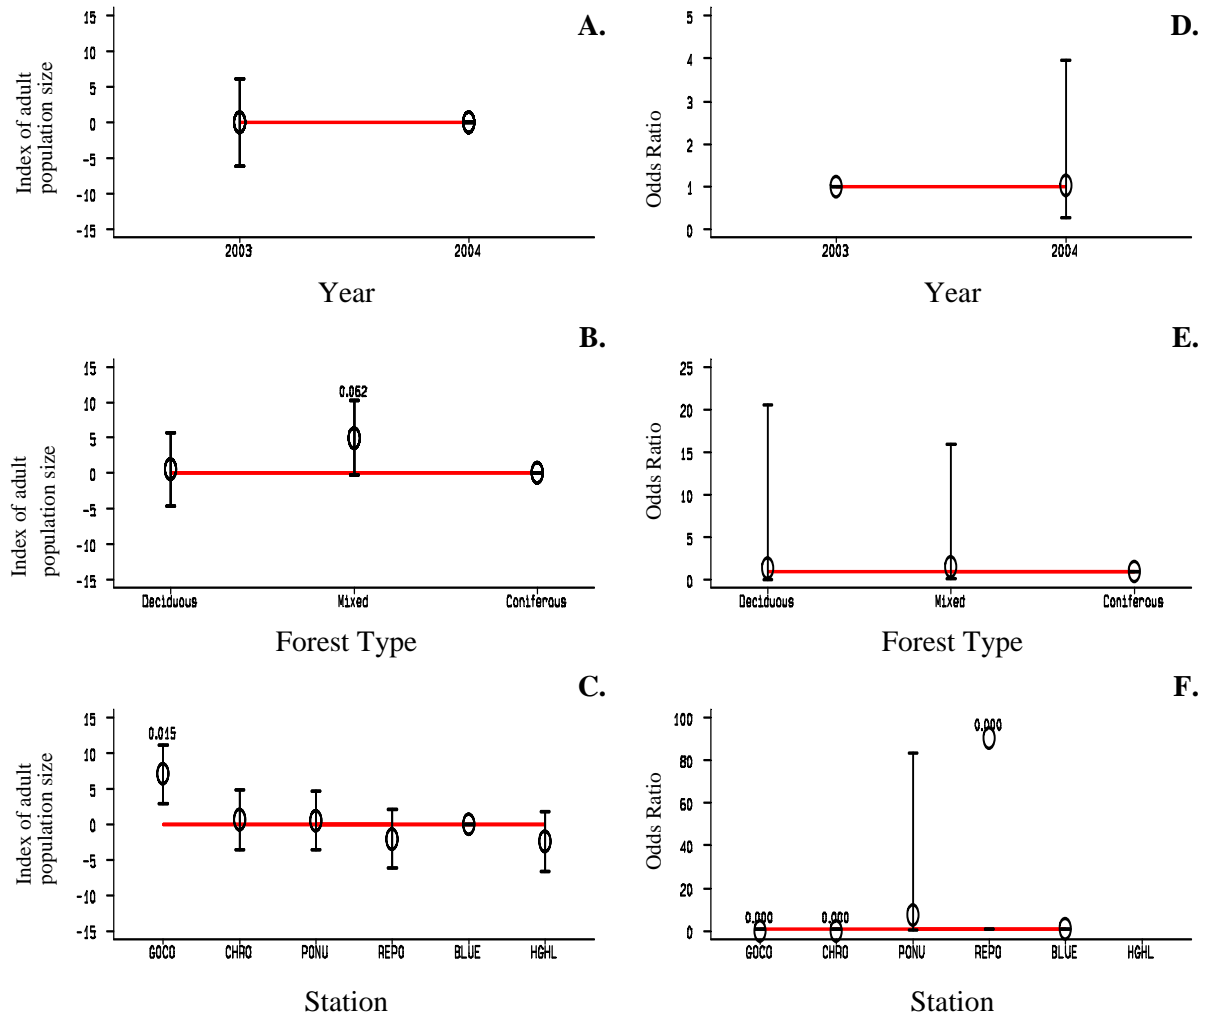 A.
Index of adult
population size
15
10
5
0
-5
-10
-15
2003
2004
Year
D.
Odds Ratio
5
4
3
2
1
0
2003
2004
Year
B.
Index of adult
population size
15
10
5
0
-5
-10
-15
0.062
Deciduous
Mixed
Coniferous
Forest Type
E.
Odds Ratio
25
20
15
10
5
0
Deciduous
Mixed
Coniferous
Forest Type
C.
Index of adult
population size
15
10
5
0
-5
-10
-15
0.015
GOCO
CHRO
PONU
REPO
BLUE
HGHL
Station
F.
Odds Ratio
100
80
60
40
20
0
0.000
0.000
0.000
GOCO
CHRO
PONU
REPO
BLUE
HGHL
Station